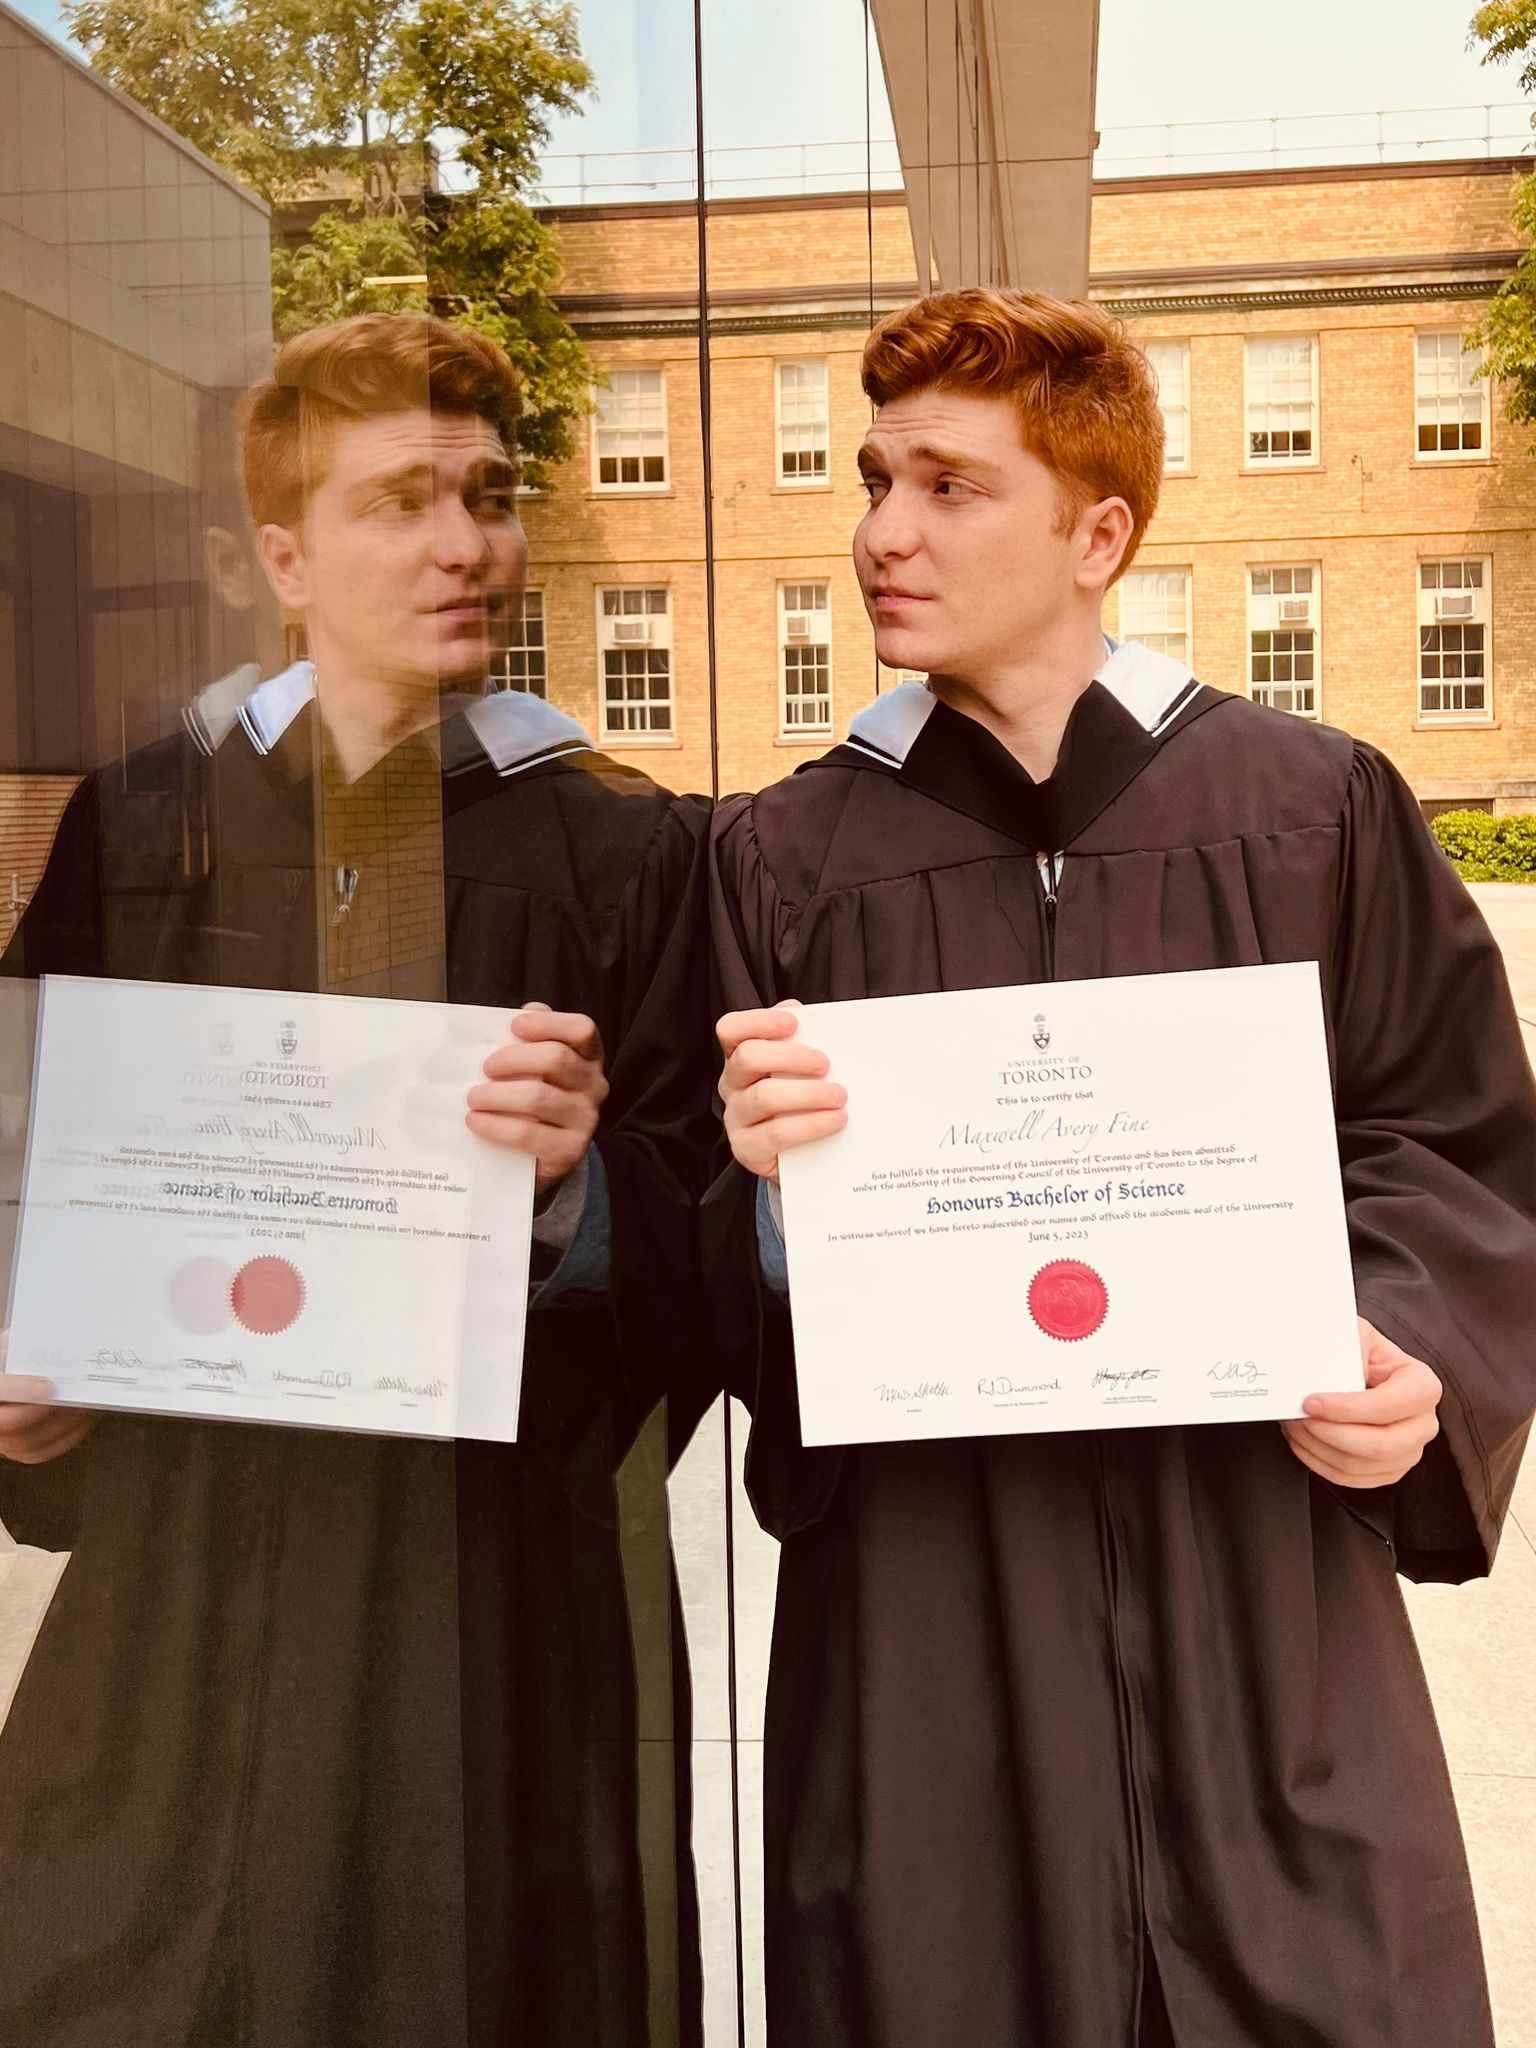 UNIVERSITY OF
TORONTO
This is to certify that
Maxwell Avery Fine
has fulfilled the requirements of the University of Toronto and has been admitted
under the authority of the Governing Council of the University of Toronto to the degree of
Honours Bachelor of Science
In witness whereof we have hereto subscribed our names and affixed the academic seal of the University
June 5, 2023